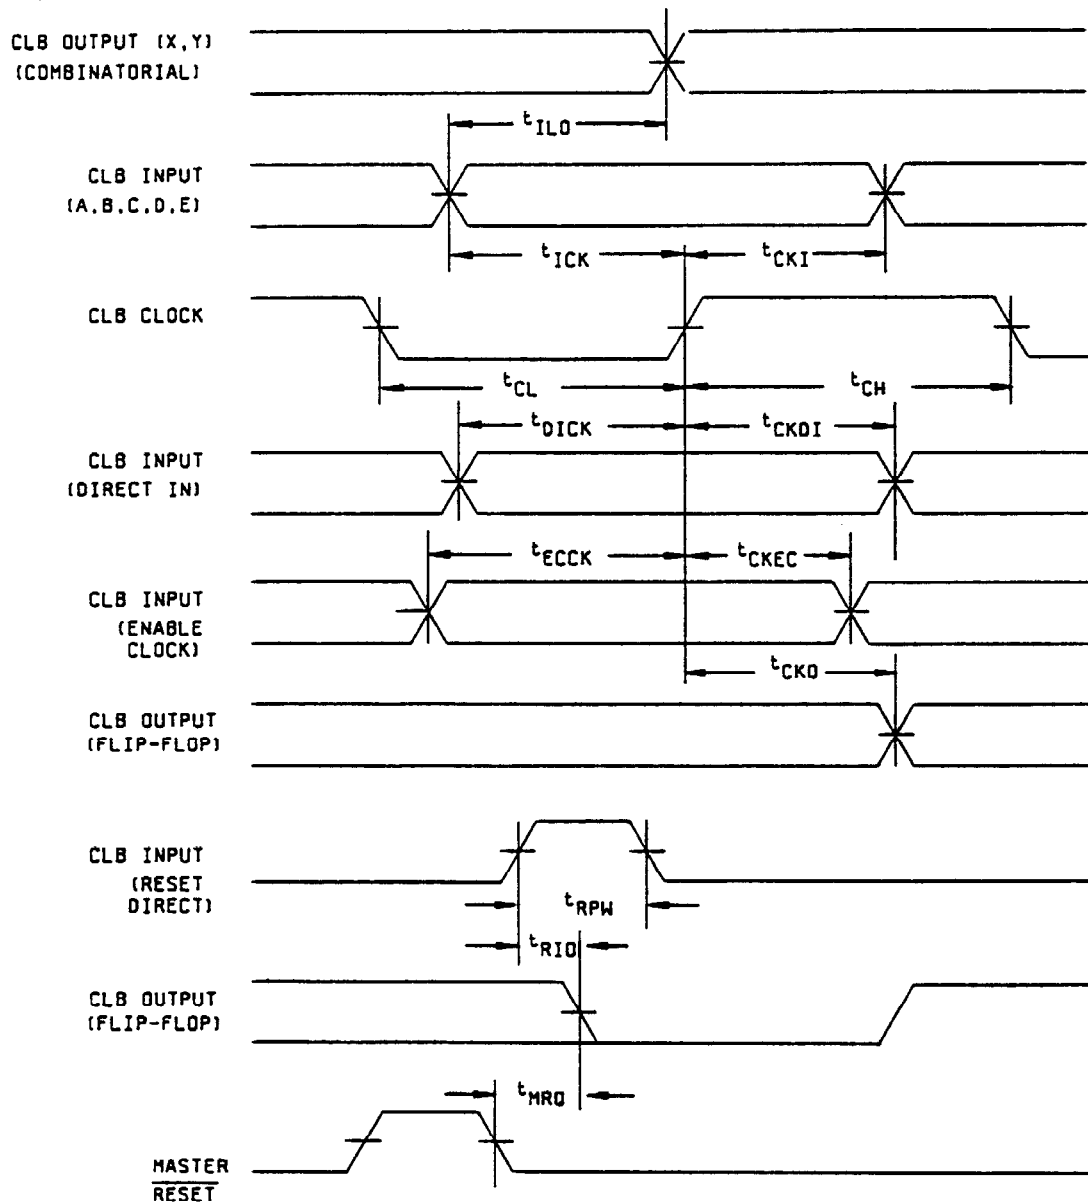 CLB OUTPUT (X,Y)
(COMBINATORIAL)
tILO
CLB INPUT
(A,B,C,D,E)
tICK
tCKI
CLB CLOCK
tCL
tCH
tDICK
tCKDI
CLB INPUT
(DIRECT IN)
tECCK
tCKEC
CLB INPUT
(ENABLE
CLOCK)
tCKO
CLB OUTPUT
(FLIP-FLOP)
CLB INPUT
(RESET
DIRECT)
tRPW
tRIO
CLB OUTPUT
(FLIP-FLOP)
tMRQ
MASTER
RESET